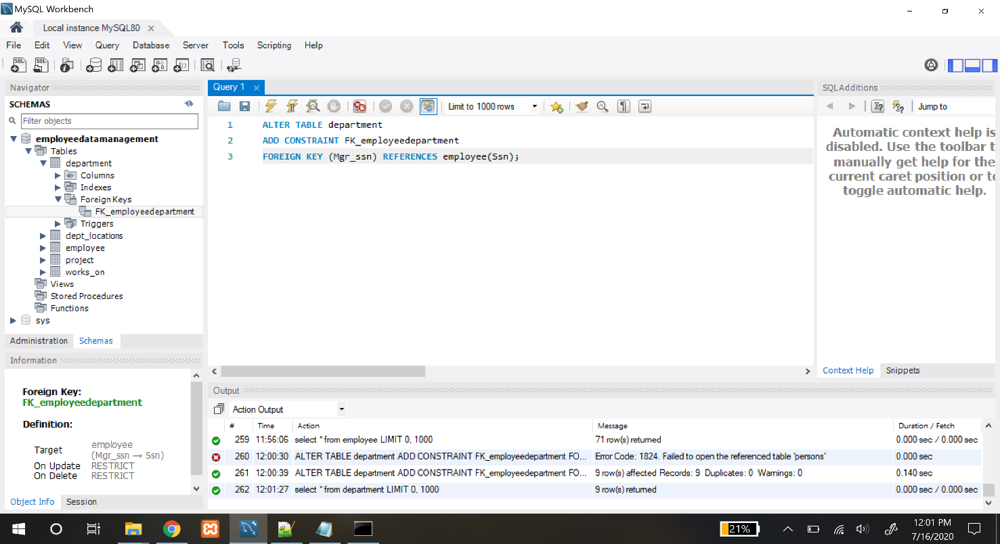 MySQL Workbench
Local instance MySQL80
File Edit View Query Database Server Tools Scripting Help
Navigator
SCHEMAS
Filter objects
employeedatamanagement
Tables
department
Columns
Indexes
Foreign Keys
FK_employeedepartment
Triggers
dept_locations
employee
project
works_on
Views
Stored Procedures
Functions
sys
Administration Schemas
Information
Foreign Key:
FK_employeedepartment
Definition:
Target employee
(Mgr_ssn → Ssn)
On Update RESTRICT
On Delete RESTRICT
Object Info Session
Query 1
Limit to 1000 rows
1 ALTER TABLE department
2 ADD CONSTRAINT FK_employeedepartment
3 FOREIGN KEY (Mgr_ssn) REFERENCES employee(Ssn);
SQLAdditions
Jump to
Automatic context help is
disabled. Use the toolbar t
manually get help for the
current caret position or to
toggle automatic help.
Context Help Snippets
Output
Action Output
# Time Action Message Duration / Fetch
259 11:56:06 select * from employee LIMIT 0, 1000 71 row(s) returned 0.000 sec / 0.000 sec
260 12:00:30 ALTER TABLE department ADD CONSTRAINT FK_employeedepartment FO... Error Code: 1824. Failed to open the referenced table 'persons' 0.000 sec
261 12:00:39 ALTER TABLE department ADD CONSTRAINT FK_employeedepartment FO... 9 row(s) affected Records: 9 Duplicates: 0 Warnings: 0 0.140 sec
262 12:01:27 select * from department LIMIT 0, 1000 9 row(s) returned 0.000 sec / 0.000 sec
21%
12:01 PM
7/16/2020